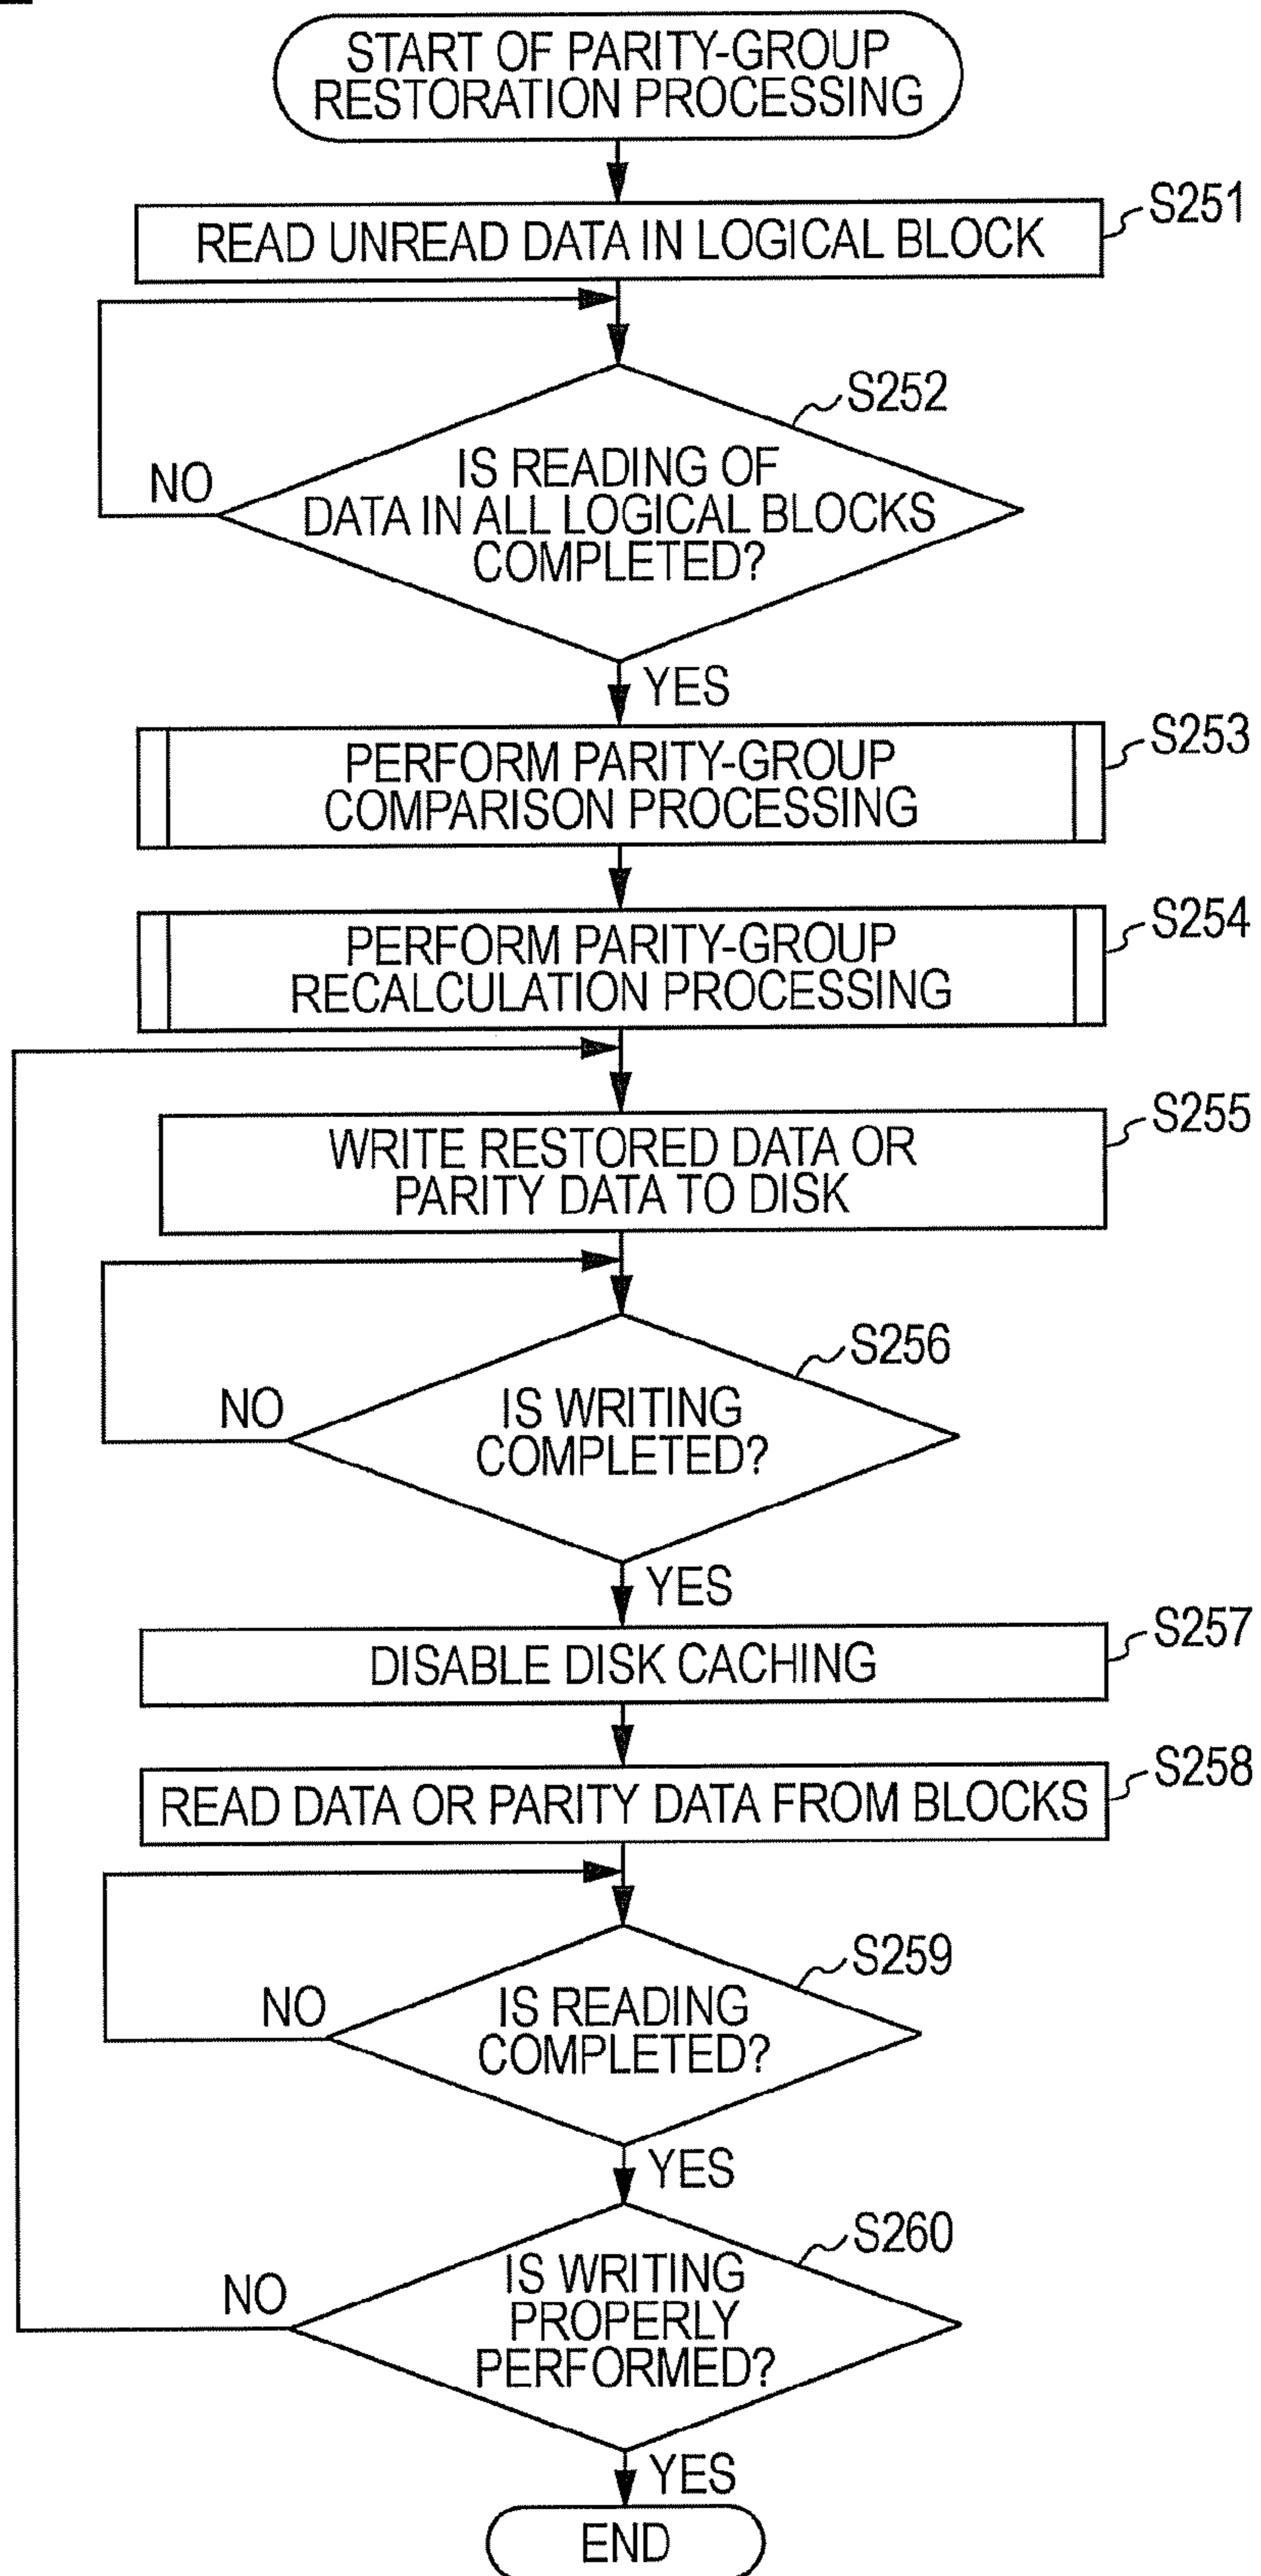 START OF PARITY-GROUP
RESTORATION PROCESSING
S251
READ UNREAD DATA IN LOGICAL BLOCK
S252
NO
IS READING OF
DATA IN ALL LOGICAL BLOCKS
COMPLETED?
YES
S253
PERFORM PARITY-GROUP
COMPARISON PROCESSING
S254
PERFORM PARITY-GROUP
RECALCULATION PROCESSING
S255
WRITE RESTORED DATA OR
PARITY DATA TO DISK
S256
NO
IS WRITING
COMPLETED?
YES
S257
DISABLE DISK CACHING
S258
READ DATA OR PARITY DATA FROM BLOCKS
S259
NO
IS READING
COMPLETED?
YES
S260
NO
IS WRITING
PROPERLY
PERFORMED?
YES
END